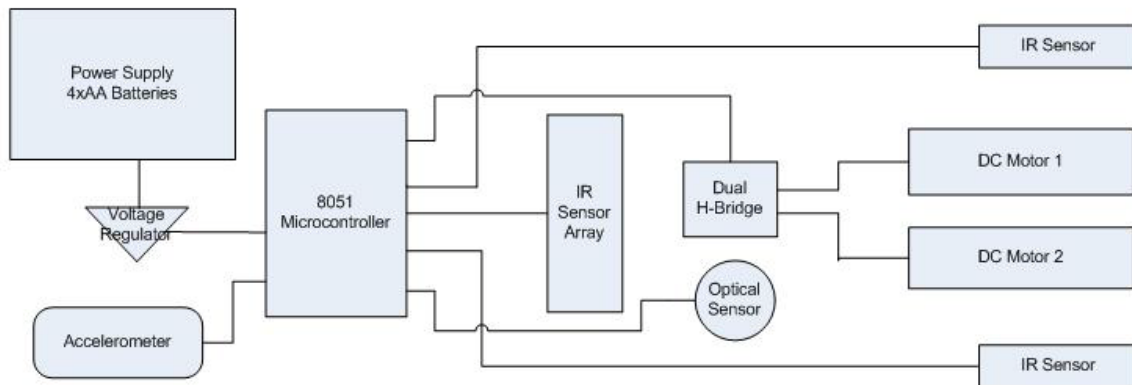 Power Supply
4xAA Batteries
IR Sensor
8051
Microcontroller
IR
Sensor
Array
Dual
H-Bridge
DC Motor 1
Voltage
Regulator
DC Motor 2
Optical
Sensor
Accelerometer
IR Sensor